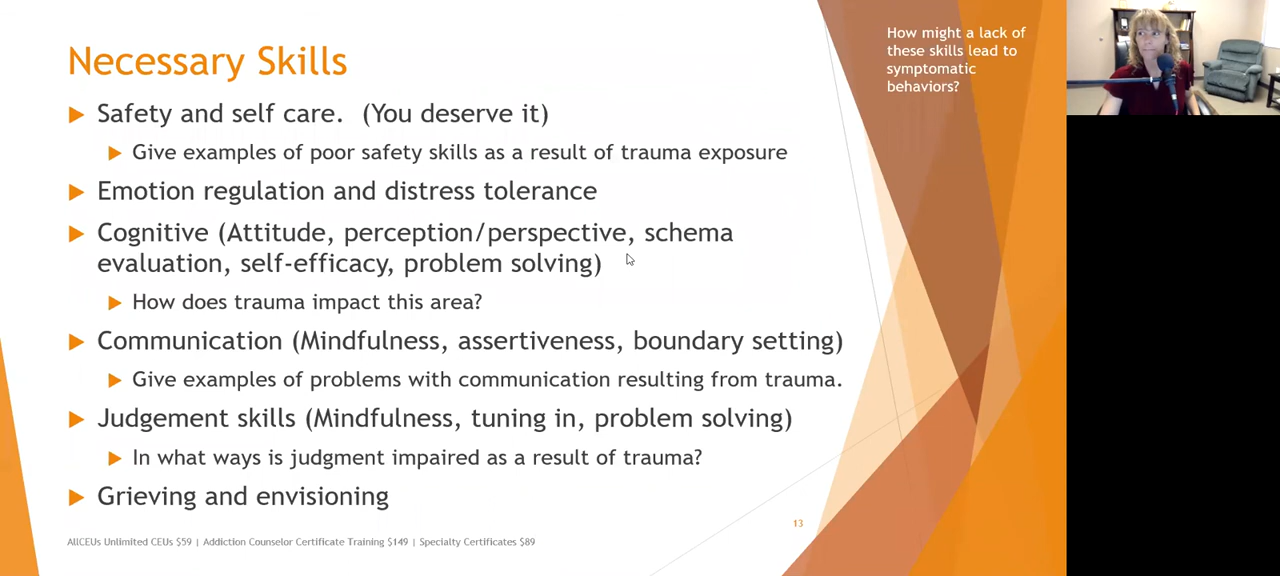 Necessary Skills
Safety and self care. (You deserve it)
Give examples of poor safety skills as a result of trauma exposure
Emotion regulation and distress tolerance
Cognitive (Attitude, perception/perspective, schema
evaluation, self-efficacy, problem solving)
How does trauma impact this area?
Communication (Mindfulness, assertiveness, boundary setting)
Give examples of problems with communication resulting from trauma.
Judgement skills (Mindfulness, tuning in, problem solving)
In what ways is judgment impaired as a result of trauma?
Grieving and envisioning
How might a lack of
these skills lead to
symptomatic
behaviors?
13
AllCEUs Unlimited CEUs $59 | Addiction Counselor Certificate Training $149 | Specialty Certificates $89